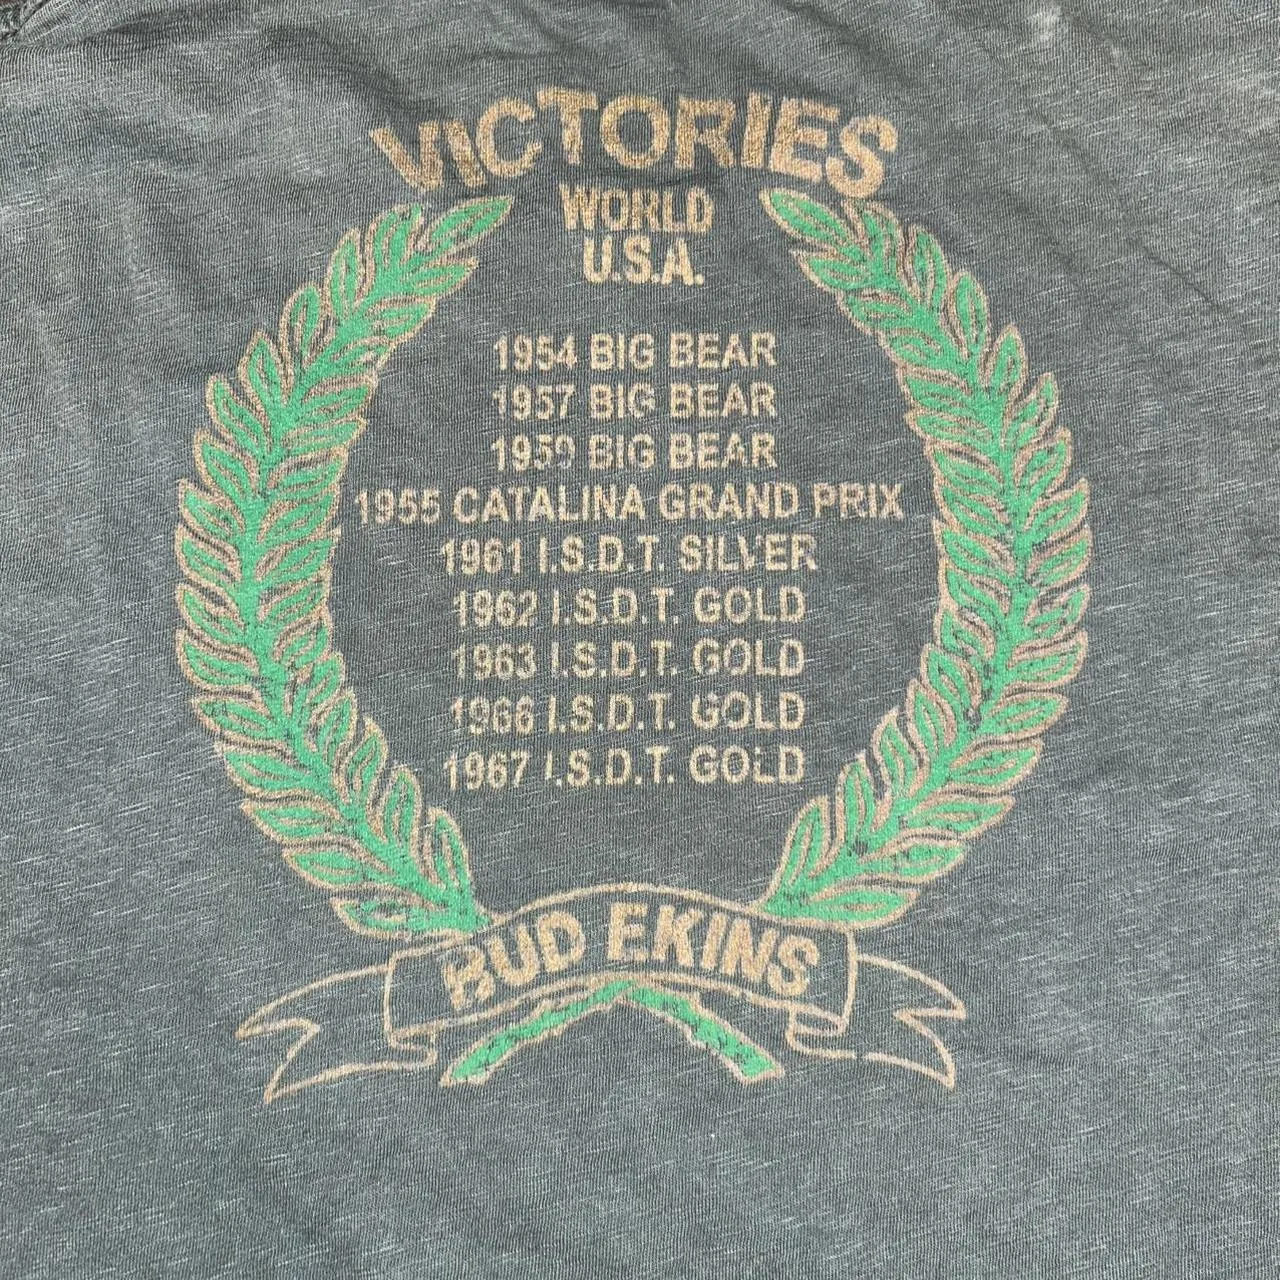 VICTORIES
WORLD
U.S.A.
1954 BIG BEAR
1957 BIG BEAR
1959 BIG BEAR
1955 CATALINA GRAND PRIX
1961 I.S.D.T. SILVER
1962 I.S.D.T. GOLD
1963 I.S.D.T. GOLD
1966 I.S.D.T. GOLD
1967 I.S.D.T. GOLD
BUD EKINS